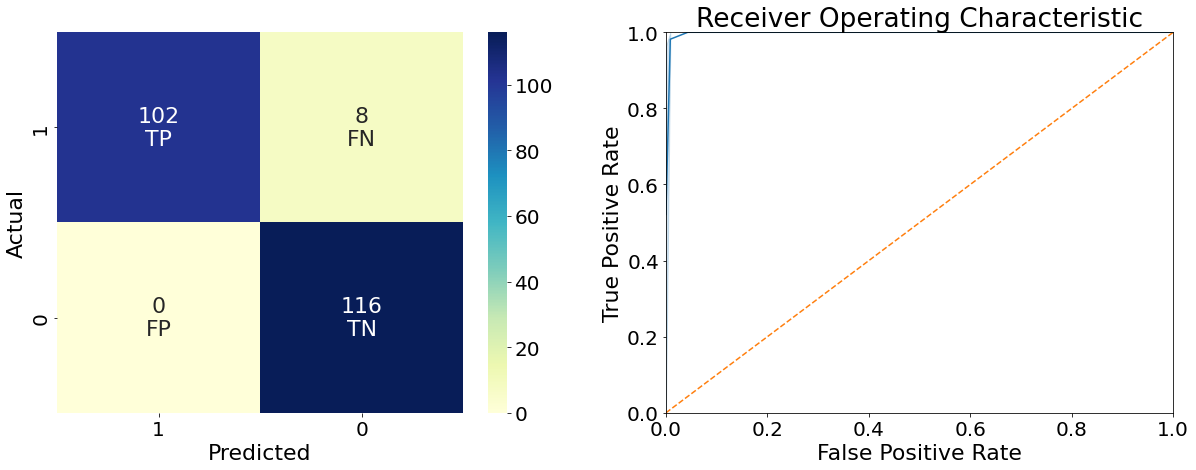 102
TP
8
FN
0
FP
116
TN
1
0
Actual
1
0
Predicted
100
80
60
40
20
0
Receiver Operating Characteristic
1.0
0.8
0.6
0.4
0.2
0.0
True Positive Rate
0.0
0.2
0.4
0.6
0.8
1.0
False Positive Rate